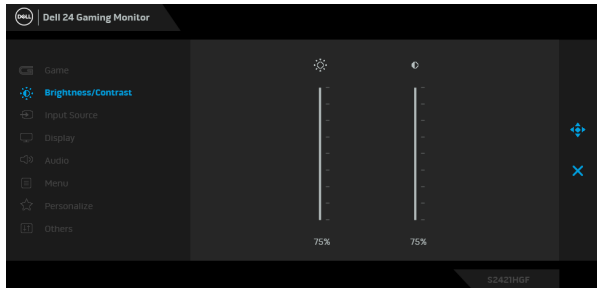 DELL Dell 24 Gaming Monitor
Game
Brightness/Contrast
Input Source
Display
Audio
Menu
Personalize
Others
75% 75%
S2421HGF